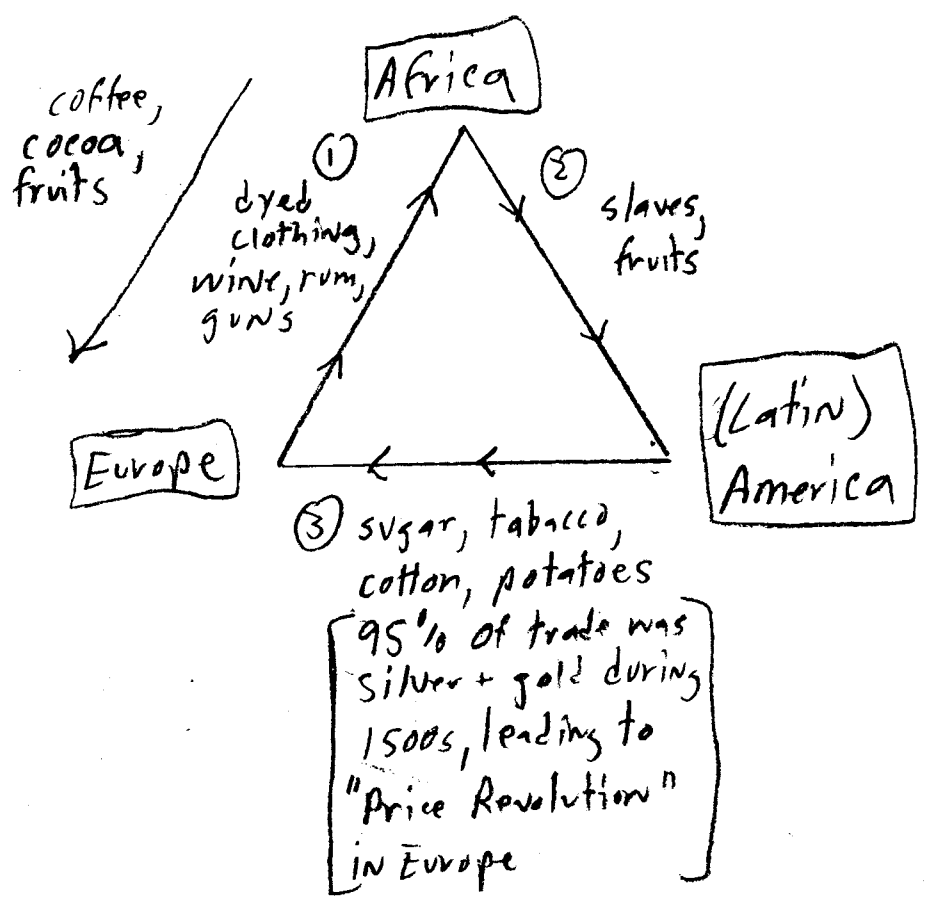 Africa
coffee,
cocoa,
fruits
①
dyed
clothing,
wine, rum,
guns
②
slaves,
fruits
Europe
(Latin)
America
③ sugar, tabacco,
cotton, potatoes
95% of trade was
silver + gold during
1500s, leading to
"Price Revolution"
in Europe